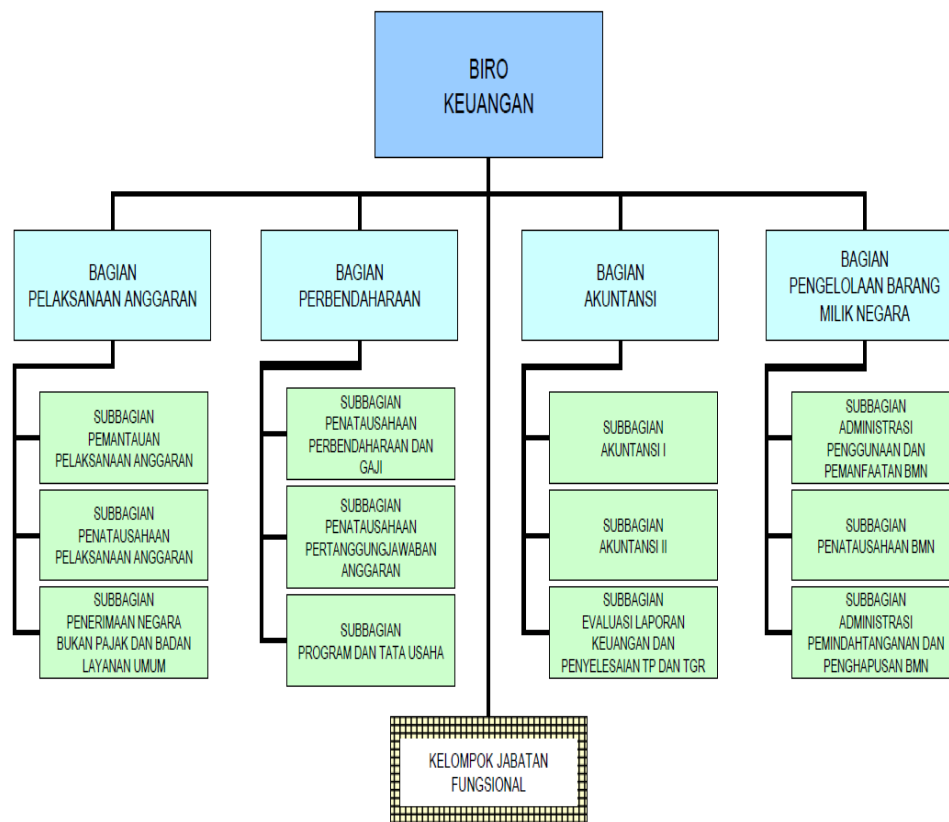 BIRO
KEUANGAN
BAGIAN
PELAKSANAAN ANGGARAN
BAGIAN
PERBENDAHARAAN
BAGIAN
AKUNTANSI
BAGIAN
PENGELOLAAN BARANG
MILIK NEGARA
SUBBAGIAN
PEMANTAUAN
PELAKSANAAN ANGGARAN
SUBBAGIAN
PENATAUSAHAAN
PELAKSANAAN ANGGARAN
SUBBAGIAN
PENERIMAAN NEGARA
BUKAN PAJAK DAN BADAN
LAYANAN UMUM
SUBBAGIAN
PENATAUSAHAAN
PERBENDAHARAAN DAN
GAJI
SUBBAGIAN
PENATAUSAHAAN
PERTANGGUNGJAWABAN
ANGGARAN
SUBBAGIAN
PROGRAM DAN TATA USAHA
SUBBAGIAN
AKUNTANSI I
SUBBAGIAN
AKUNTANSI II
SUBBAGIAN
EVALUASI LAPORAN
KEUANGAN DAN
PENYELESAIAN TP DAN TGR
SUBBAGIAN
ADMINISTRASI
PENGGUNAAN DAN
PEMANFAATAN BMN
SUBBAGIAN
PENATAUSAHAAN BMN
SUBBAGIAN
ADMINISTRASI
PEMINDAHTANGANAN DAN
PENGHAPUSAN BMN
KELOMPOK JABATAN
FUNGSIONAL